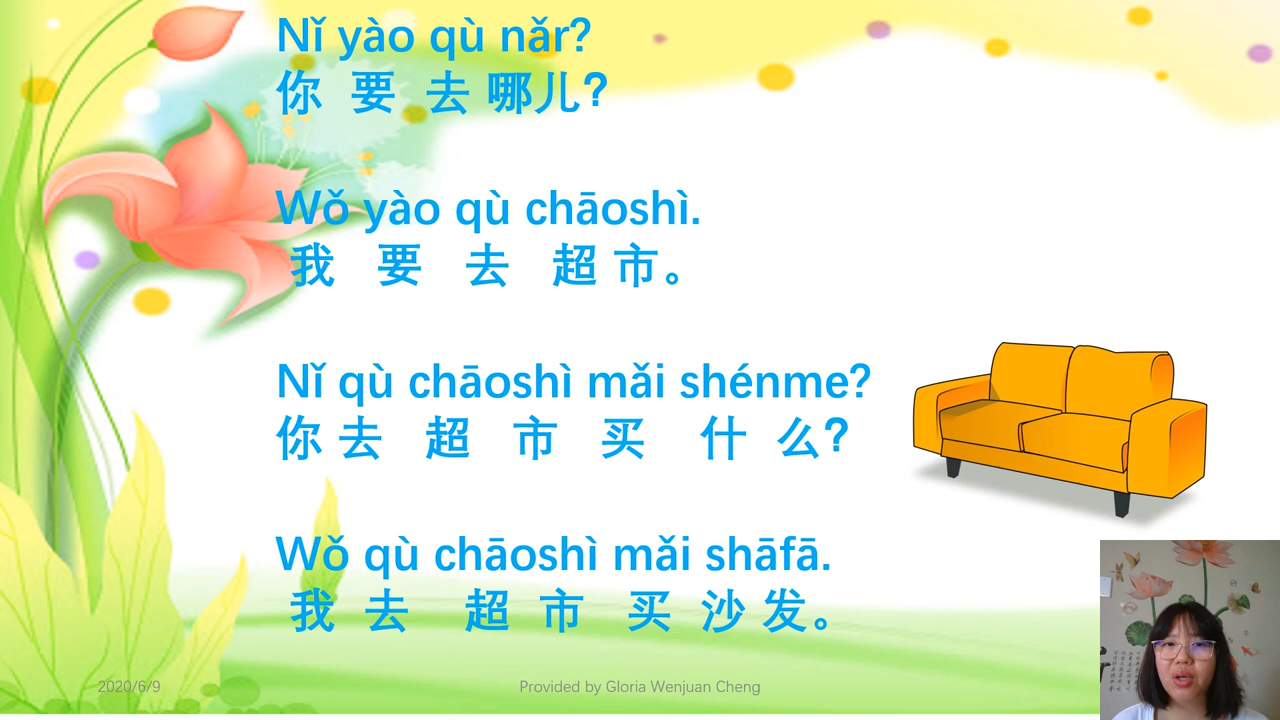 Nǐ yào qù nǎr?
你 要 去 哪儿?
Wǒ yào qù chāoshì.
我 要 去 超 市。
Nǐ qù chāoshì mǎi shénme?
你 去 超 市 买 什 么?
Wǒ qù chāoshì mǎi shāfā.
我 去 超 市 买 沙 发。
2020/6/9
Provided by Gloria Wenjuan Cheng